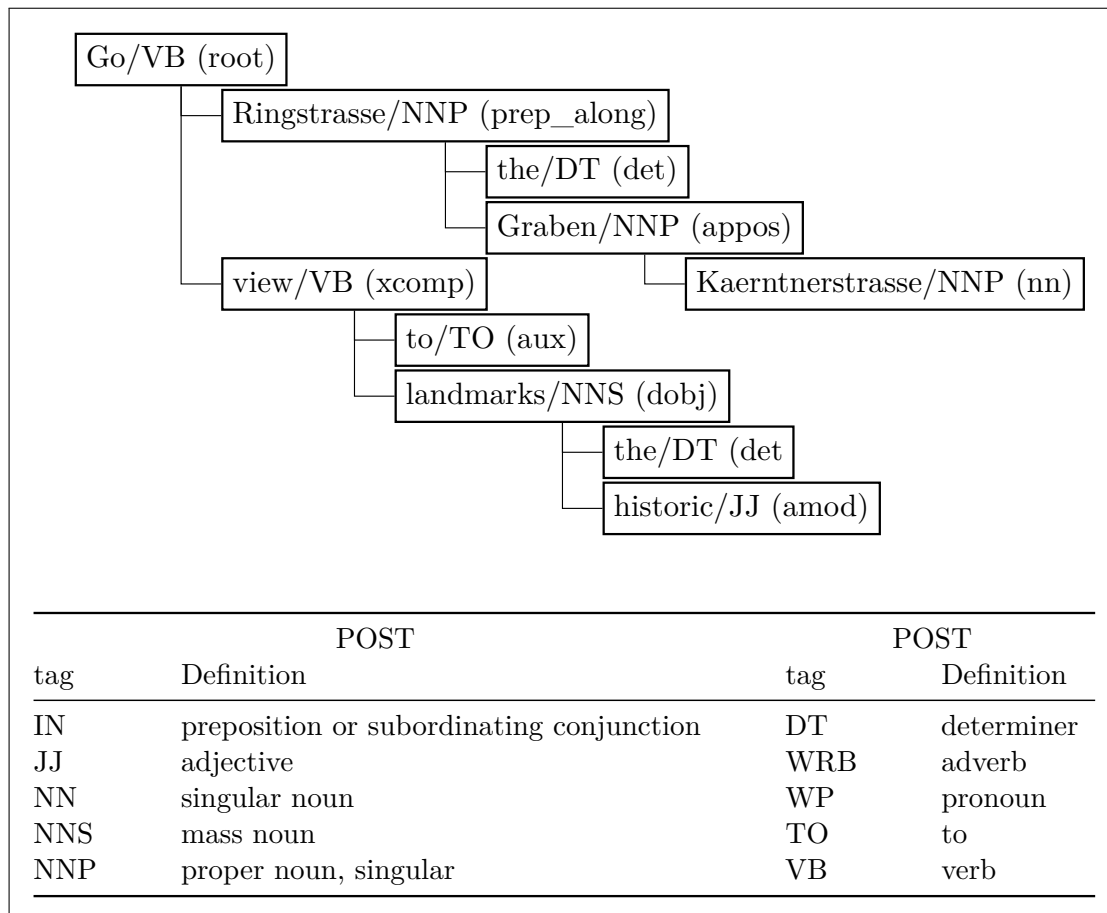 Go/VB (root)
Ringstrasse/NNP (prep_along)
the/DT (det)
Graben/NNP (appos)
view/VB (xcomp)
Kaerntnerstrasse/NNP (nn)
to/TO (aux)
landmarks/NNS (dobj)
the/DT (det
historic/JJ (amod)
POST POST
tag Definition tag Definition
IN preposition or subordinating conjunction DT determiner
JJ adjective WRB adverb
NN singular noun WP pronoun
NNS mass noun TO to
NNP proper noun, singular VB verb